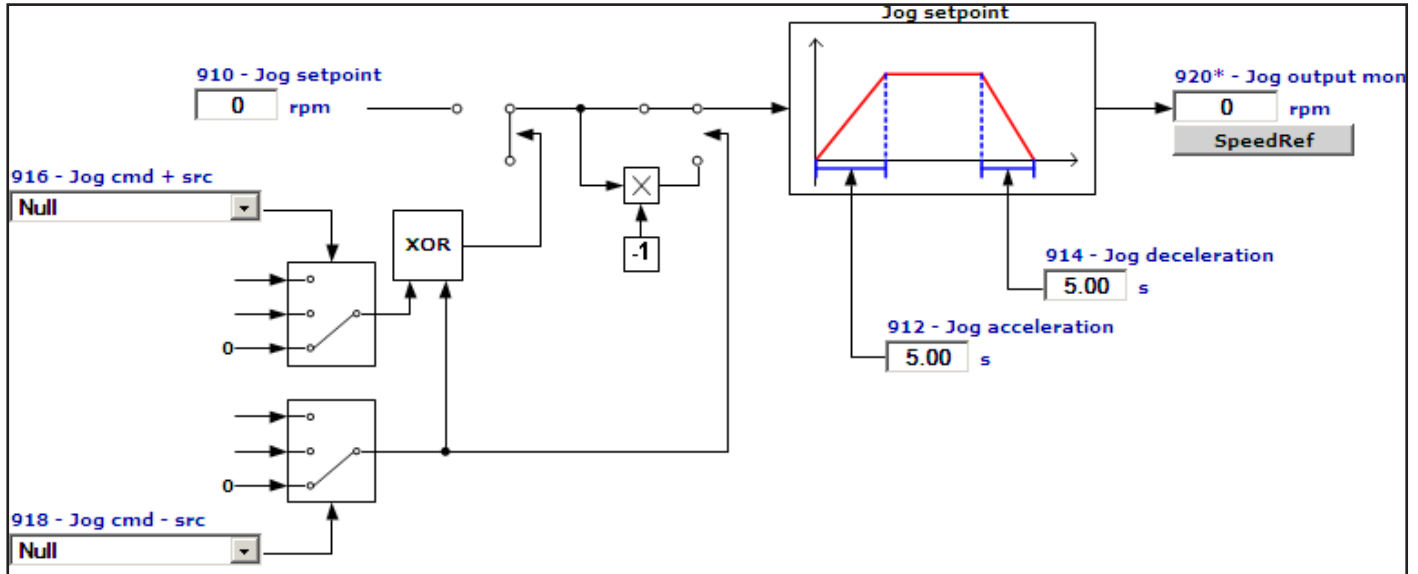 Jog setpoint
910 - Jog setpoint
0 rpm
920* - Jog output mon
0 rpm
SpeedRef
916 - Jog cmd + src
Null
XOR
-1
914 - Jog deceleration
5.00 s
912 - Jog acceleration
5.00 s
0
0
918 - Jog cmd - src
Null